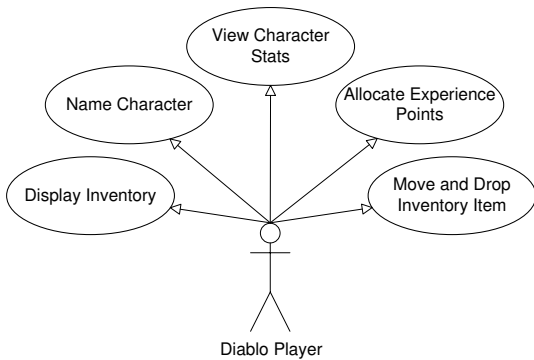 View Character
Stats
Name Character
Allocate Experience
Points
Display Inventory
Move and Drop
Inventory Item
Diablo Player